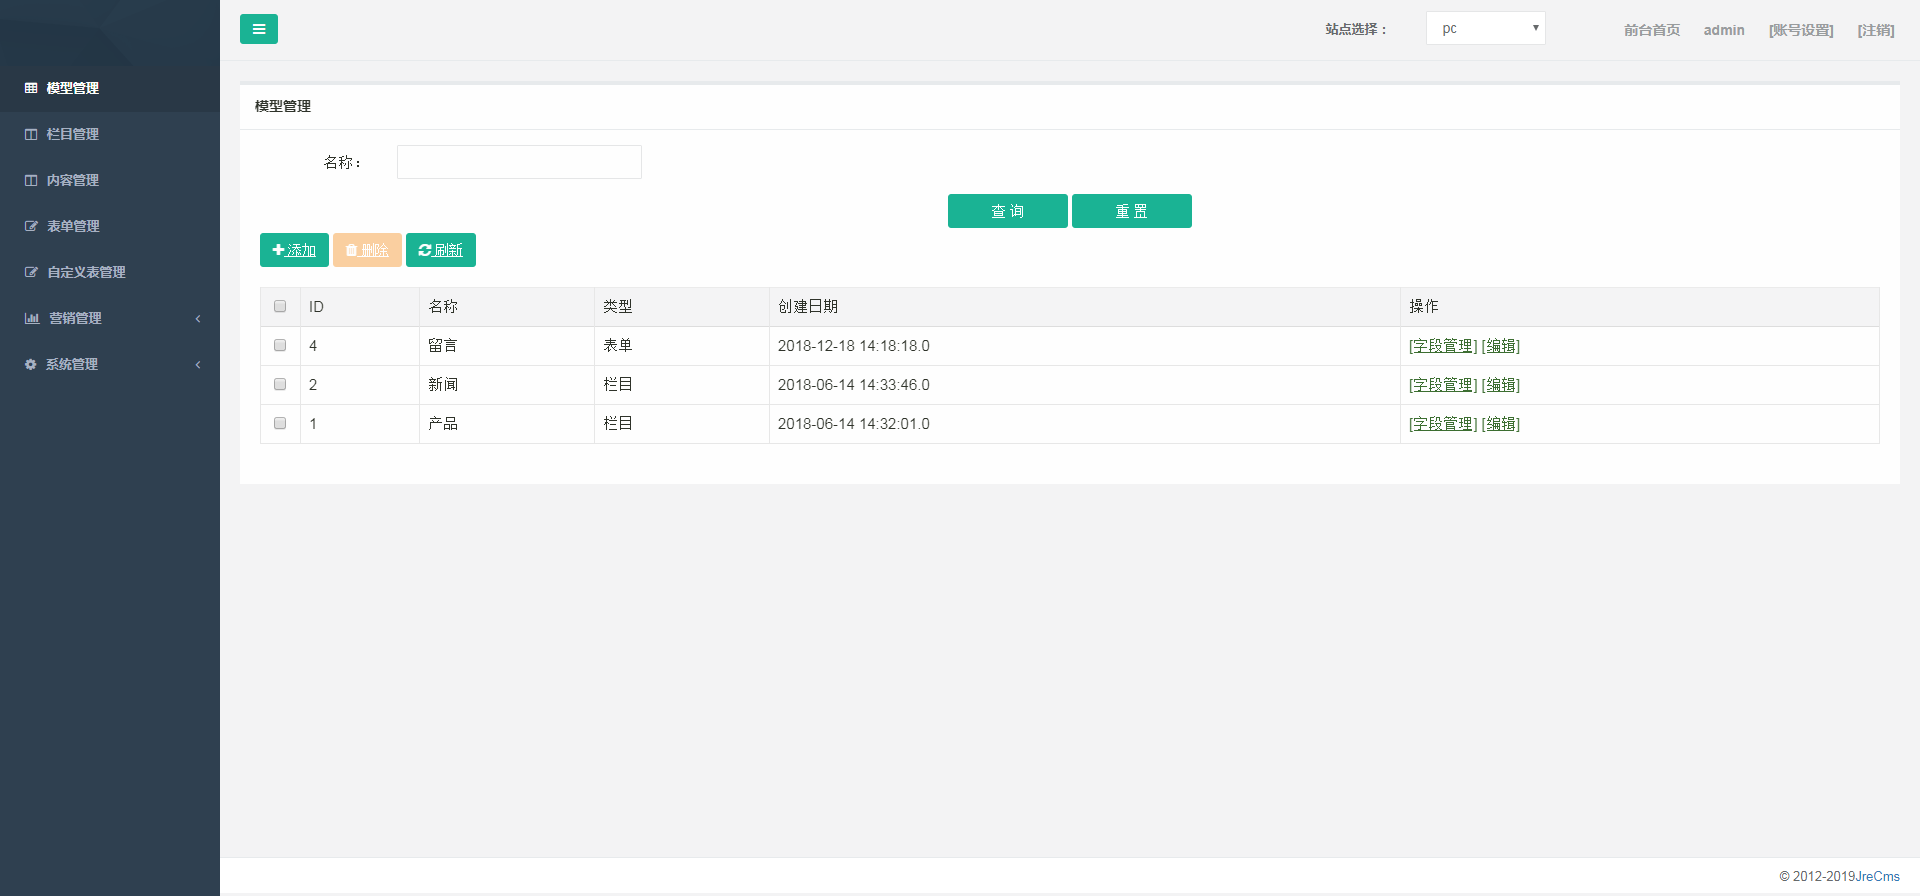 站点选择： pc 前台首页 admin [账号设置] [注销]
模型管理
栏目管理
内容管理
表单管理
自定义表管理
营销管理
系统管理
模型管理
名称：
查 询 重 置
添加 删除 刷新
ID 名称 类型 创建日期 操作
4 留言 表单 2018-12-18 14:18:18.0 [字段管理] [编辑]
2 新闻 栏目 2018-06-14 14:33:46.0 [字段管理] [编辑]
1 产品 栏目 2018-06-14 14:32:01.0 [字段管理] [编辑]
© 2012-2019JreCms